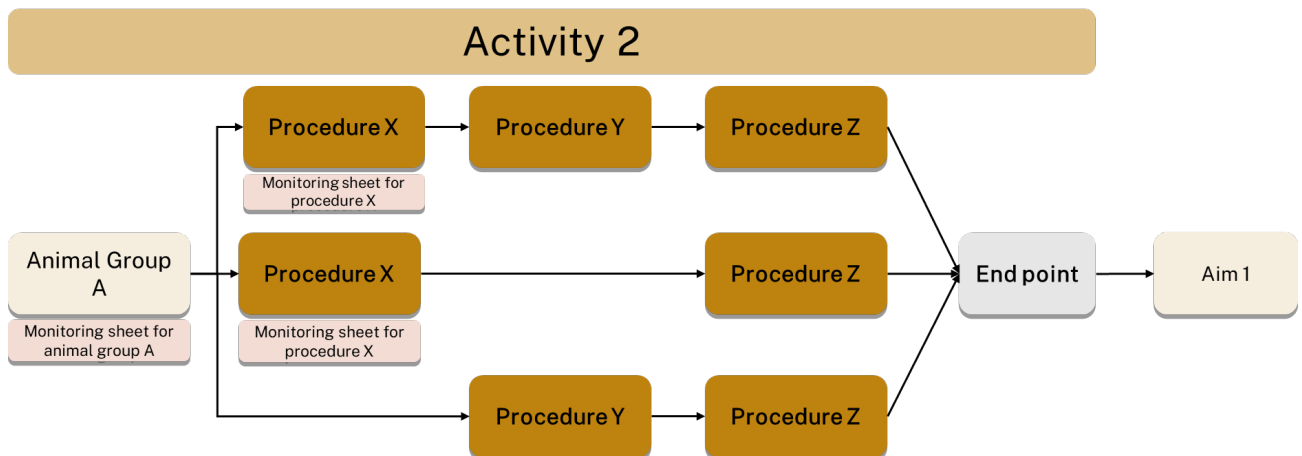 Activity 2
Procedure X
Procedure Y
Procedure Z
Monitoring sheet for
procedure X
Animal Group
A
Monitoring sheet for
animal group A
Procedure X
Monitoring sheet for
procedure X
Procedure Z
End point
Aim 1
Procedure Y
Procedure Z